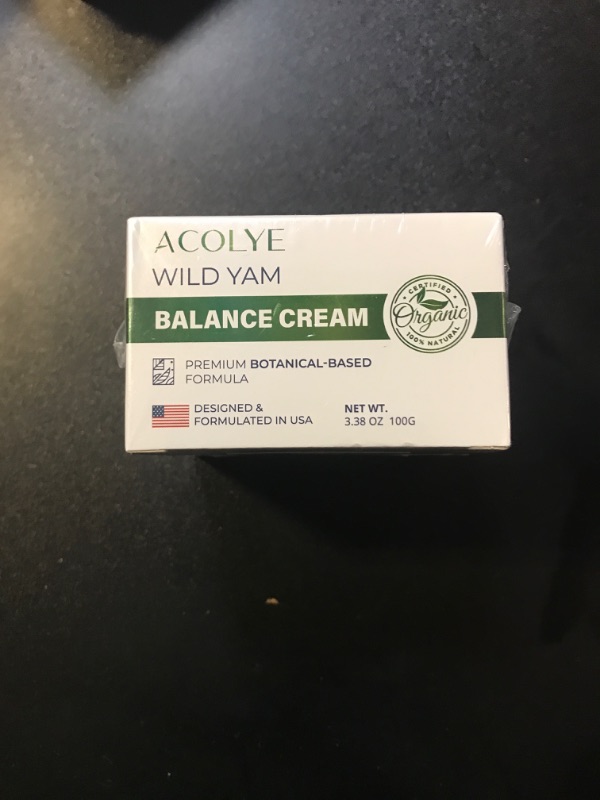 ACOLYE
WILD YAM
BALANCE CREAM
CERTIFIED
Organic
100% NATURAL
PREMIUM BOTANICAL-BASED
FORMULA
DESIGNED &
FORMULATED IN USA
NET WT.
3.38 OZ 100G